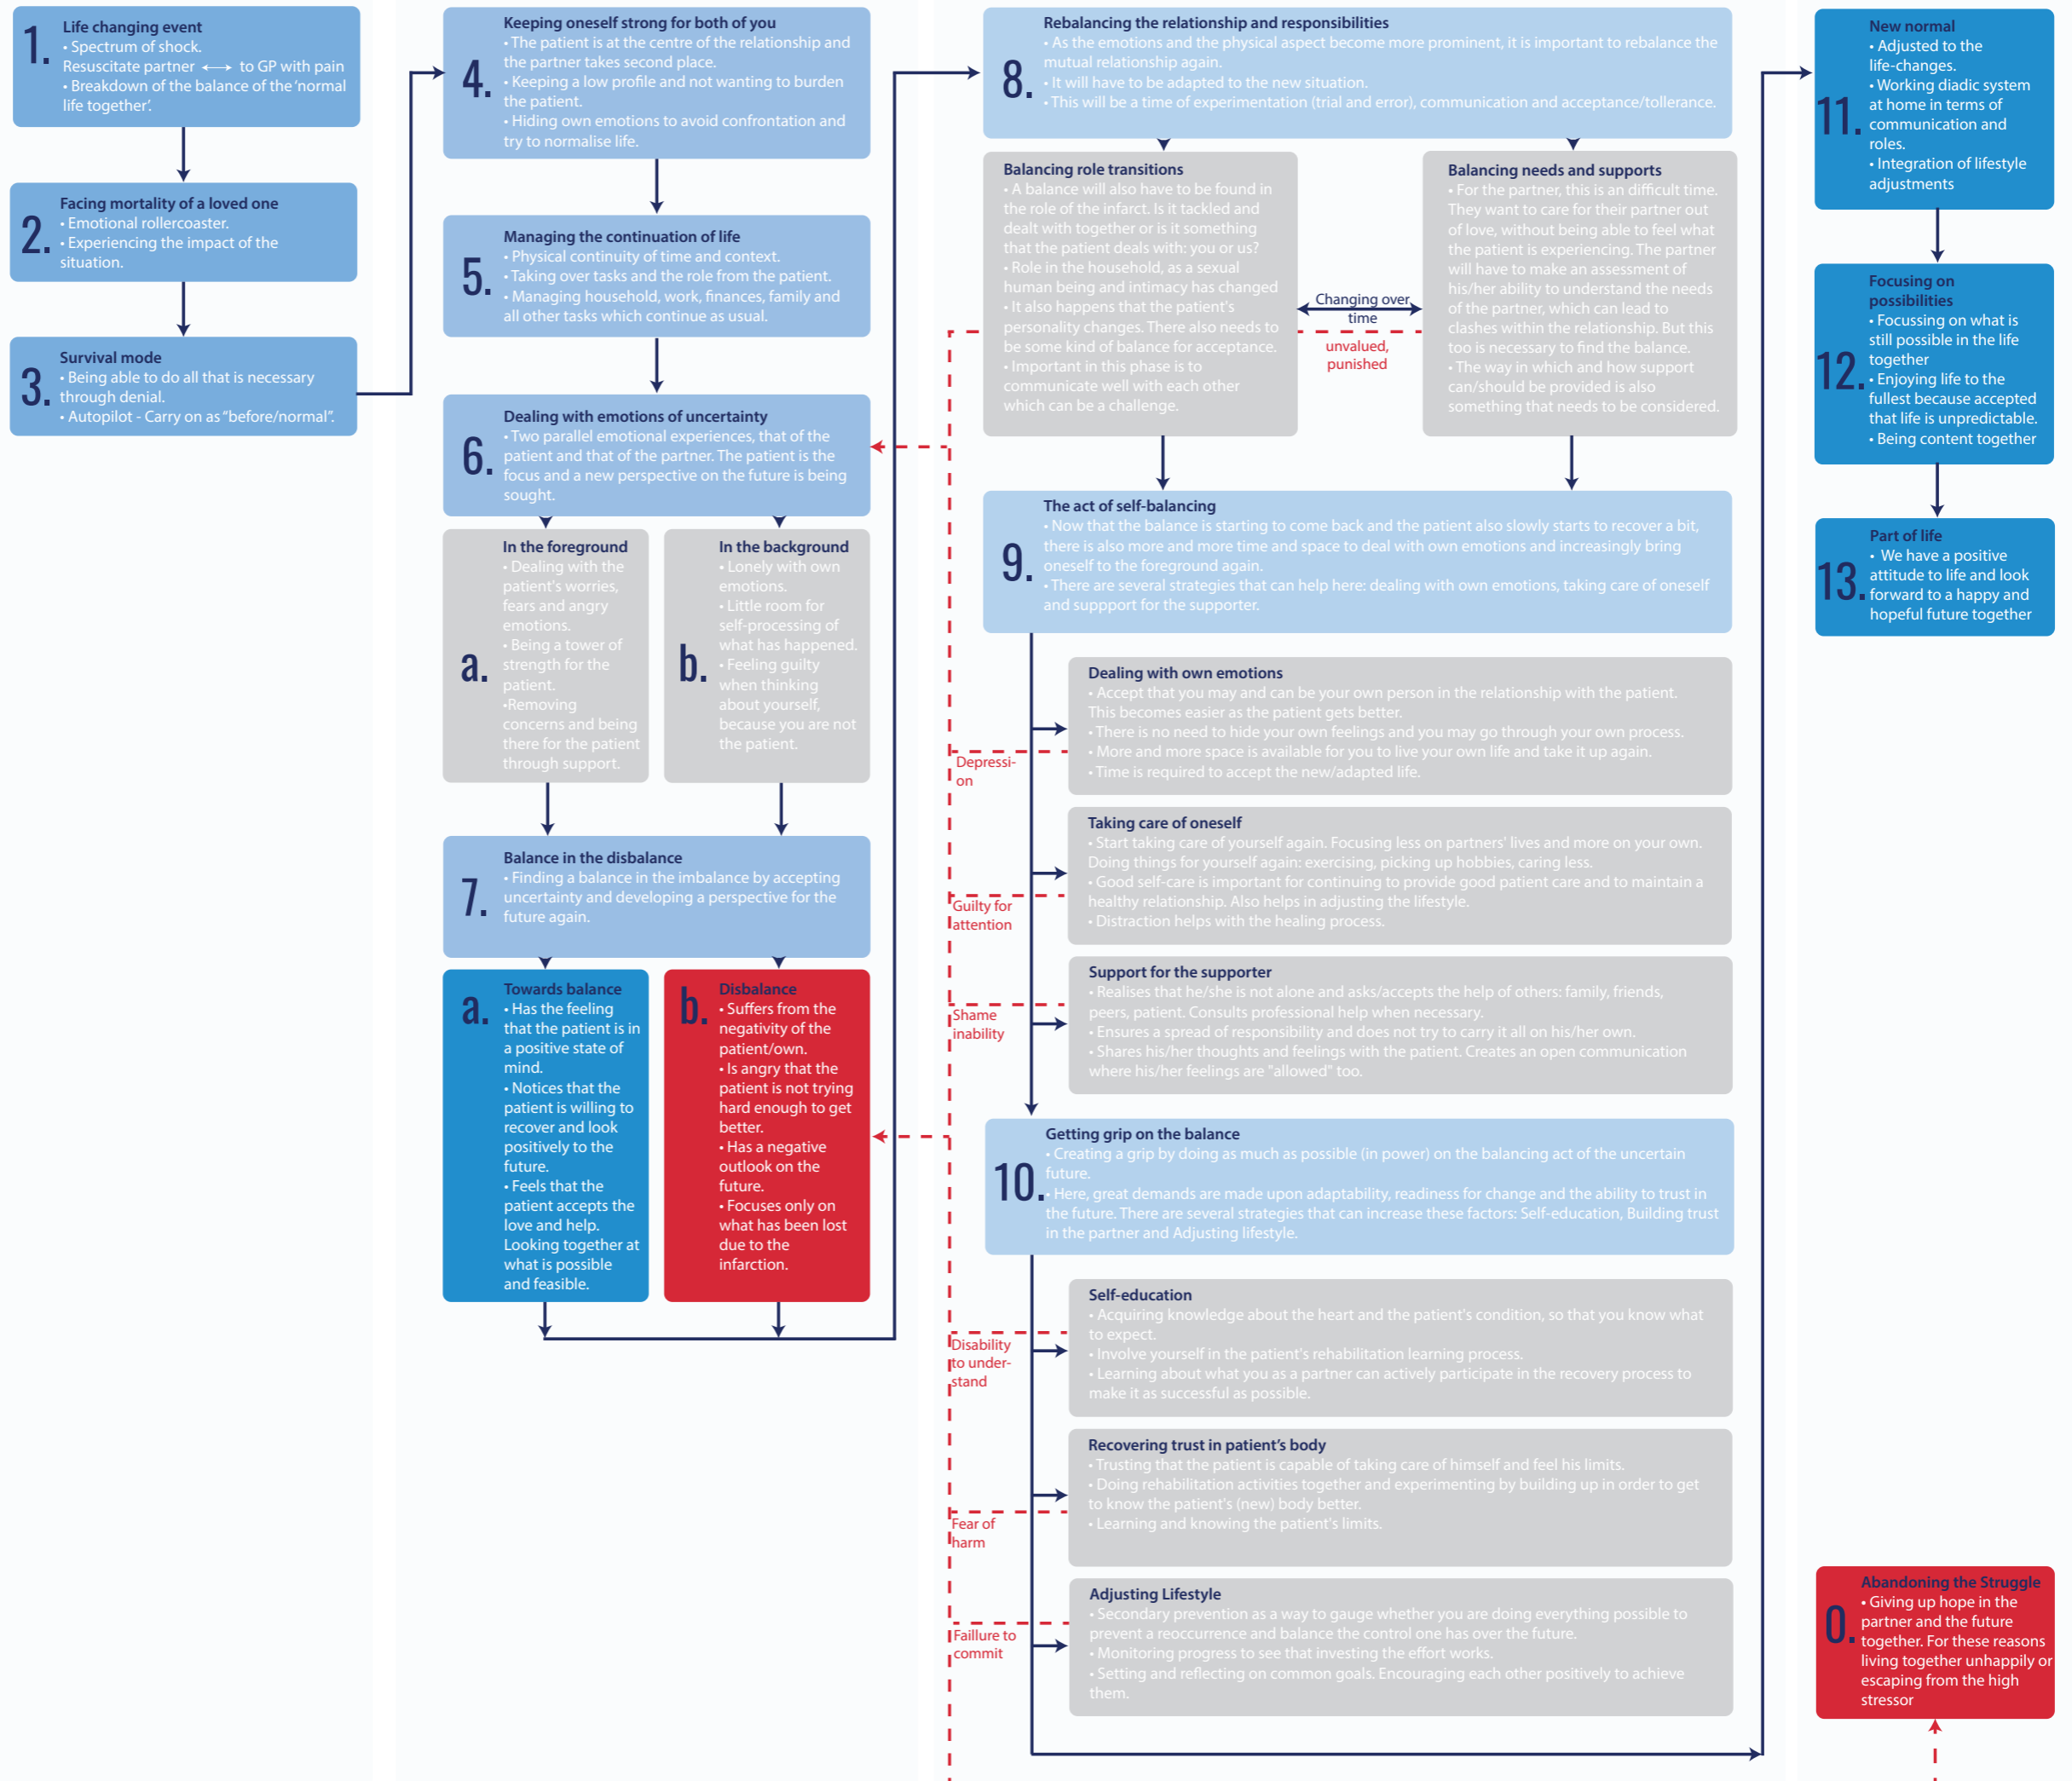 1.
Life changing event
• Spectrum of shock.
Resuscitate partner ⟷ to GP with pain
• Breakdown of the balance of the 'normal
life together'.
2.
Facing mortality of a loved one
• Emotional rollercoaster.
• Experiencing the impact of the
situation.
3.
Survival mode
• Being able to do all that is necessary
through denial.
• Autopilot - Carry on as "before/normal".
4.
Keeping oneself strong for both of you
• The patient is at the centre of the relationship and
the partner takes second place.
• Keeping a low profile and not wanting to burden
the patient.
• Hiding own emotions to avoid confrontation and
try to normalise life.
5.
Managing the continuation of life
• Physical continuity of time and context.
• Taking over tasks and the role from the patient.
• Managing household, work, finances, family and
all other tasks which continue as usual.
6.
Dealing with emotions of uncertainty
• Two parallel emotional experiences, that of the
patient and that of the partner. The patient is the
focus and a new perspective on the future is being
sought.
a.
In the foreground
• Dealing with the
patient's worries,
fears and angry
emotions.
• Being a tower of
strength for the
patient.
•Removing
concerns and being
there for the patient
through support.
b.
In the background
• Lonely with own
emotions.
• Little room for
self-processing of
what has happened.
• Feeling guilty
when thinking
about yourself,
because you are not
the patient.
7.
Balance in the disbalance
• Finding a balance in the imbalance by accepting
uncertainty and developing a perspective for the
future again.
a.
Towards balance
• Has the feeling
that the patient is in
a positive state of
mind.
• Notices that the
patient is willing to
recover and look
positively to the
future.
• Feels that the
patient accepts the
love and help.
Looking together at
what is possible
and feasible.
b.
Disbalance
• Suffers from the
negativity of the
patient/own.
• Is angry that the
patient is not trying
hard enough to get
better.
• Has a negative
outlook on the
future.
• Focuses only on
what has been lost
due to the
infarction.
8.
Rebalancing the relationship and responsibilities
• As the emotions and the physical aspect become more prominent, it is important to rebalance the
mutual relationship again.
• It will have to be adapted to the new situation.
• This will be a time of experimentation (trial and error), communication and acceptance/tollerance.
Balancing role transitions
• A balance will also have to be found in
the role of the infarct. Is it tackled and
dealt with together or is it something
that the patient deals with: you or us?
• Role in the household, as a sexual
human being and intimacy has changed
• It also happens that the patient's
personality changes. There also needs to
be some kind of balance for acceptance.
• Important in this phase is to
communicate well with each other
which can be a challenge.
Changing over
time
unvalued,
punished
Balancing needs and supports
• For the partner, this is an difficult time.
They want to care for their partner out
of love, without being able to feel what
the patient is experiencing. The partner
will have to make an assessment of
his/her ability to understand the needs
of the partner, which can lead to
clashes within the relationship. But this
too is necessary to find the balance.
• The way in which and how support
can/should be provided is also
something that needs to be considered.
9.
The act of self-balancing
• Now that the balance is starting to come back and the patient also slowly starts to recover a bit,
there is also more and more time and space to deal with own emotions and increasingly bring
oneself to the foreground again.
• There are several strategies that can help here: dealing with own emotions, taking care of oneself
and suppport for the supporter.
Dealing with own emotions
• Accept that you may and can be your own person in the relationship with the patient.
This becomes easier as the patient gets better.
• There is no need to hide your own feelings and you may go through your own process.
• More and more space is available for you to live your own life and take it up again.
• Time is required to accept the new/adapted life.
Depressi-
on
Taking care of oneself
• Start taking care of yourself again. Focusing less on partners' lives and more on your own.
Doing things for yourself again: exercising, picking up hobbies, caring less.
• Good self-care is important for continuing to provide good patient care and to maintain a
healthy relationship. Also helps in adjusting the lifestyle.
• Distraction helps with the healing process.
Guilty for
attention
Support for the supporter
• Realises that he/she is not alone and asks/accepts the help of others: family, friends,
peers, patient. Consults professional help when necessary.
• Ensures a spread of responsibility and does not try to carry it all on his/her own.
• Shares his/her thoughts and feelings with the patient. Creates an open communication
where his/her feelings are "allowed" too.
Shame
inability
10.
Getting grip on the balance
• Creating a grip by doing as much as possible (in power) on the balancing act of the uncertain
future.
• Here, great demands are made upon adaptability, readiness for change and the ability to trust in
the future. There are several strategies that can increase these factors: Self-education, Building trust
in the partner and Adjusting lifestyle.
Self-education
• Acquiring knowledge about the heart and the patient's condition, so that you know what
to expect.
• Involve yourself in the patient's rehabilitation learning process.
• Learning about what you as a partner can actively participate in the recovery process to
make it as successful as possible.
Disability
to under-
stand
Recovering trust in patient's body
• Trusting that the patient is capable of taking care of himself and feel his limits.
• Doing rehabilitation activities together and experimenting by building up in order to get
to know the patient's (new) body better.
• Learning and knowing the patient's limits.
Fear of
harm
Adjusting Lifestyle
• Secondary prevention as a way to gauge whether you are doing everything possible to
prevent a reoccurrence and balance the control one has over the future.
• Monitoring progress to see that investing the effort works.
• Setting and reflecting on common goals. Encouraging each other positively to achieve
them.
Faillure to
commit
11.
New normal
• Adjusted to the
life-changes.
• Working diadic system
at home in terms of
communication and
roles.
• Integration of lifestyle
adjustments
12.
Focusing on
possibilities
• Focussing on what is
still possible in the life
together
• Enjoying life to the
fullest because accepted
that life is unpredictable.
• Being content together
13.
Part of life
• We have a positive
attitude to life and look
forward to a happy and
hopeful future together
0.
Abandoning the Struggle
• Giving up hope in the
partner and the future
together. For these reasons
living together unhappily or
escaping from the high
stressor